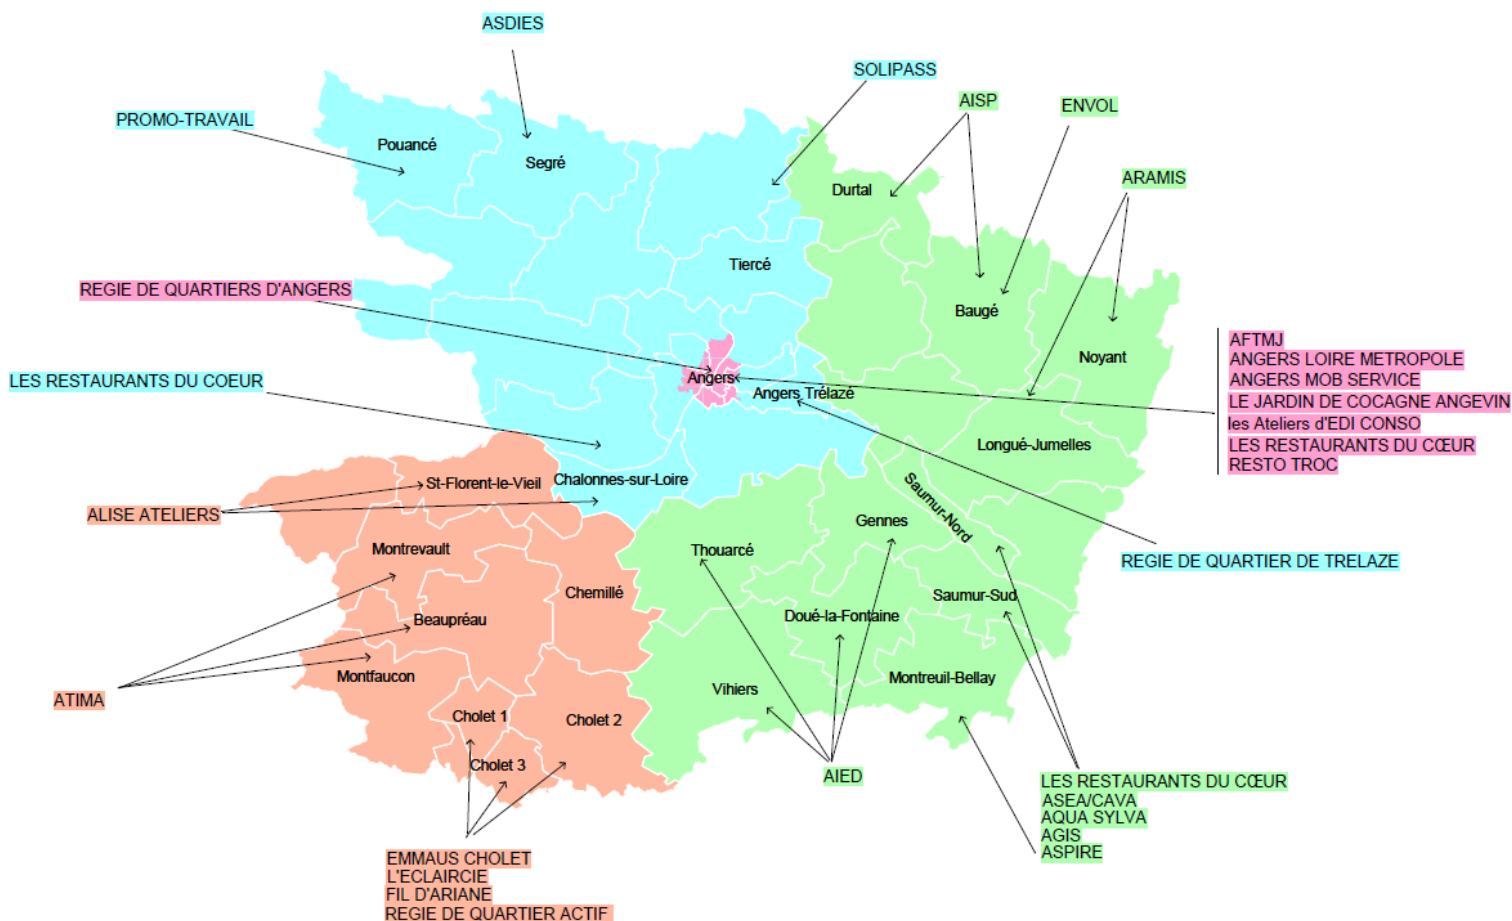 ASDIES
SOLIPASS
AISP
ENVOL
PROMO-TRAVAIL
Pouancé
Segré
ARAMIS
Durtal
Tiercé
REGIE DE QUARTIERS D'ANGERS
Baugé
Noyant
AFTMJ
ANGERS LOIRE METROPOLE
ANGERS MOB SERVICE
LE JARDIN DE COCAGNE ANGEVIN
les Ateliers d'EDI CONSO
LES RESTAURANTS DU CŒUR
RESTO TROC
LES RESTAURANTS DU COEUR
Angers
Angers Trélazé
Longué-Jumelles
St-Florent-le-Vieil
Chalonnes-sur-Loire
Saumur-Nord
ALISE ATELIERS
Gennes
Montrevault
Thouarcé
REGIE DE QUARTIER DE TRELAZE
Chemillé
Saumur-Sud
Beaupréau
Doué-la-Fontaine
Montfaucon
Montreuil-Bellay
ATIMA
Vihiers
Cholet 1
Cholet 2
Cholet 3
AIED
LES RESTAURANTS DU CŒUR
ASEA/CAVA
AQUA SYLVA
AGIS
ASPIRE
EMMAUS CHOLET
L'ECLAIRCIE
FIL D'ARIANE
REGIE DE QUARTIER ACTIF